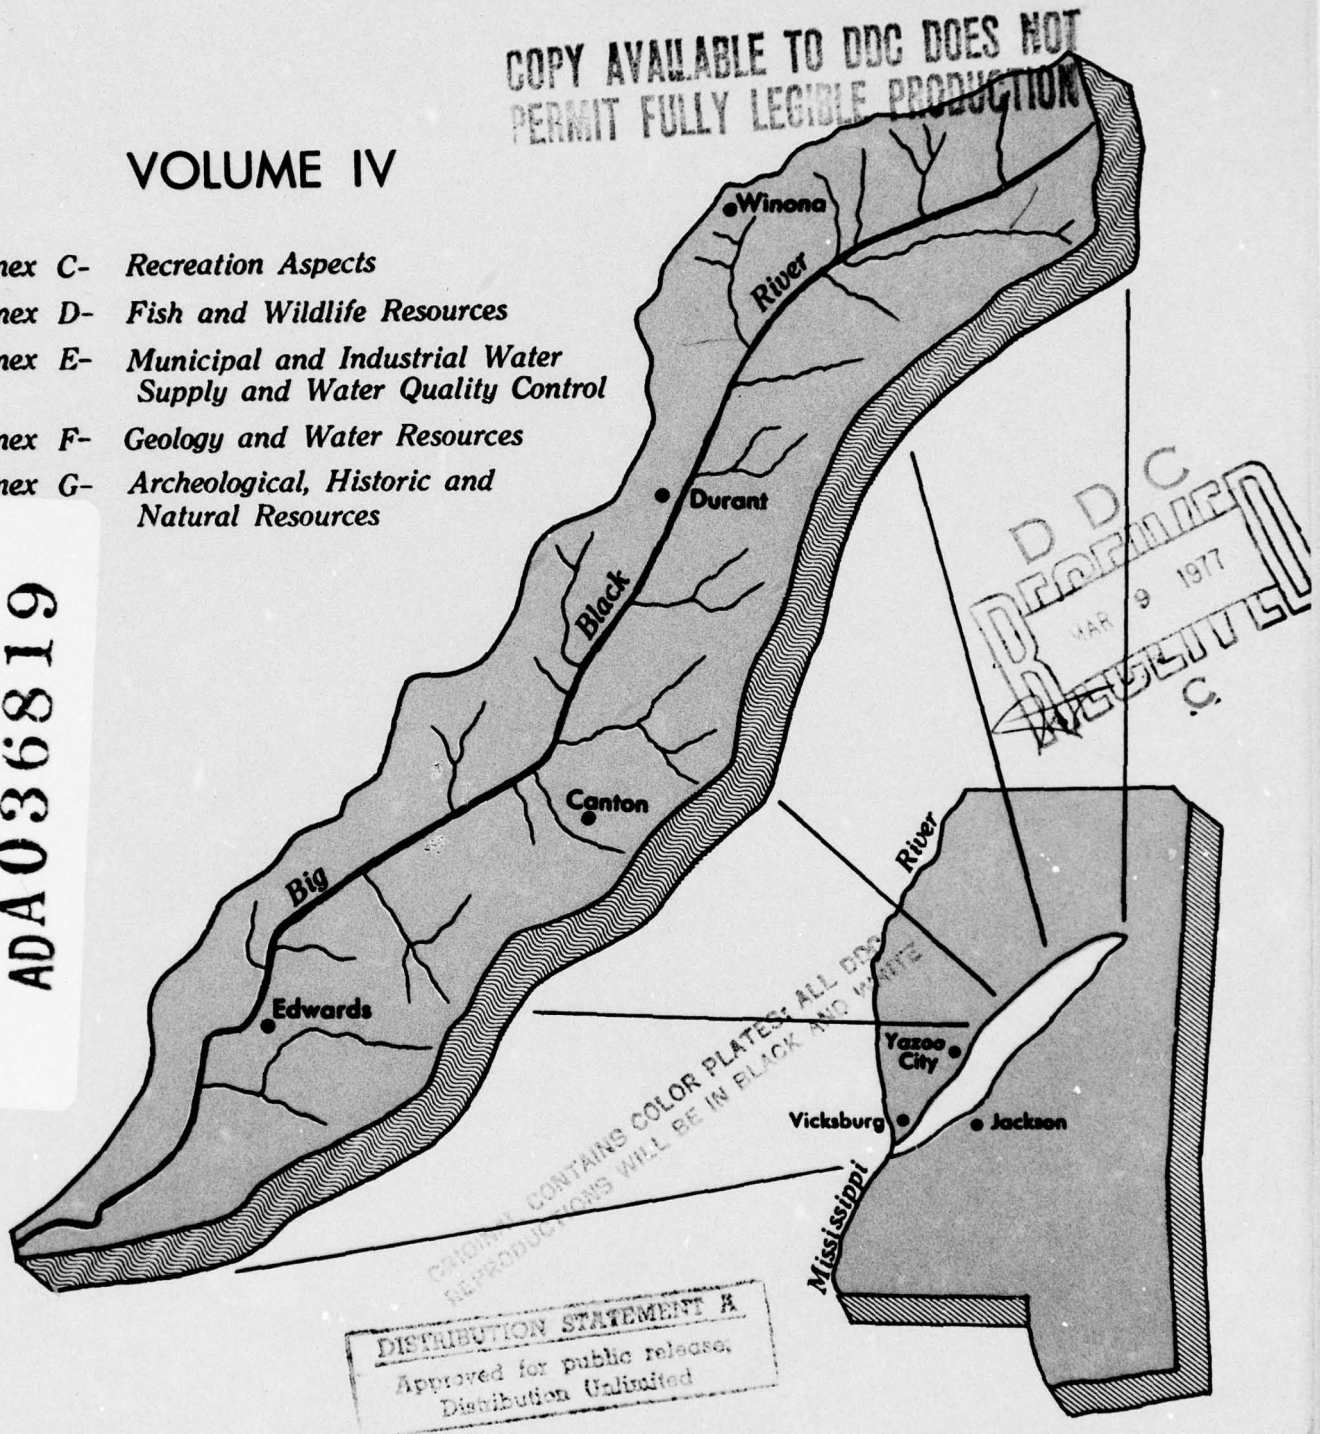 COPY AVAILABLE TO DDC DOES NOT
PERMIT FULLY LEGIBLE PRODUCTION
VOLUME IV
nex C- Recreation Aspects
nex D- Fish and Wildlife Resources
nex E- Municipal and Industrial Water
Supply and Water Quality Control
nex F- Geology and Water Resources
nex G- Archeological, Historic and
Natural Resources
ADA036819
Winona
River
Durant
Black
Canton
Big
Edwards
DDC
MAR 9 1977
C
River
Yazoo
City
Vicksburg
Jackson
Mississippi
ORIGINAL CONTAINS COLOR PLATES: ALL DDC
REPRODUCTIONS WILL BE IN BLACK AND WHITE
DISTRIBUTION STATEMENT A
Approved for public release;
Distribution Unlimited